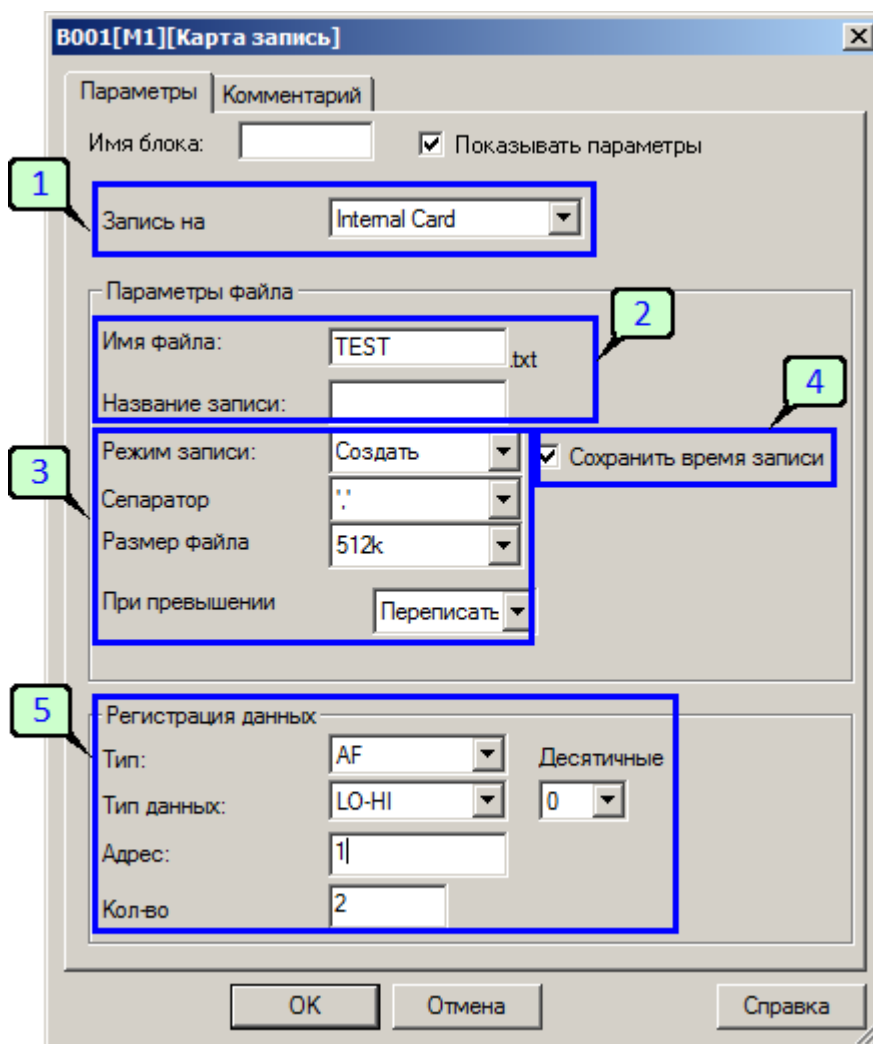 B001[M1][Карта запись]
Параметры Комментарий
Имя блока: Показывать параметры
1
Запись на Internal Card
Параметры файла
2
Имя файла: TEST .txt
4
Название записи:
3
Режим записи: Создать Сохранить время записи
Сепаратор ','
Размер файла 512k
При превышении Переписать
5
Регистрация данных
Тип: AF Десятичные
Тип данных: LO-HI 0
Адрес: 1
Кол-во 2
OK Отмена Справка